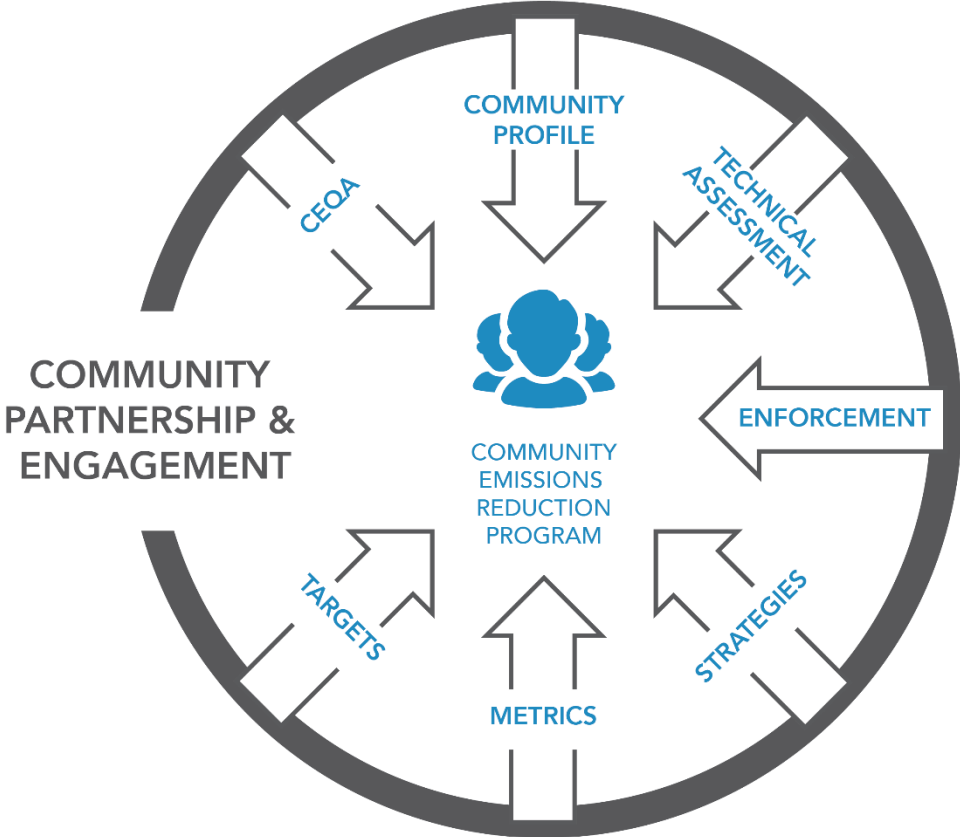 COMMUNITY
PROFILE
CEQA
TECHNICAL
ASSESSMENT
COMMUNITY
PARTNERSHIP &
ENGAGEMENT
ENFORCEMENT
COMMUNITY
EMISSIONS
REDUCTION
PROGRAM
TARGETS
STRATEGIES
METRICS